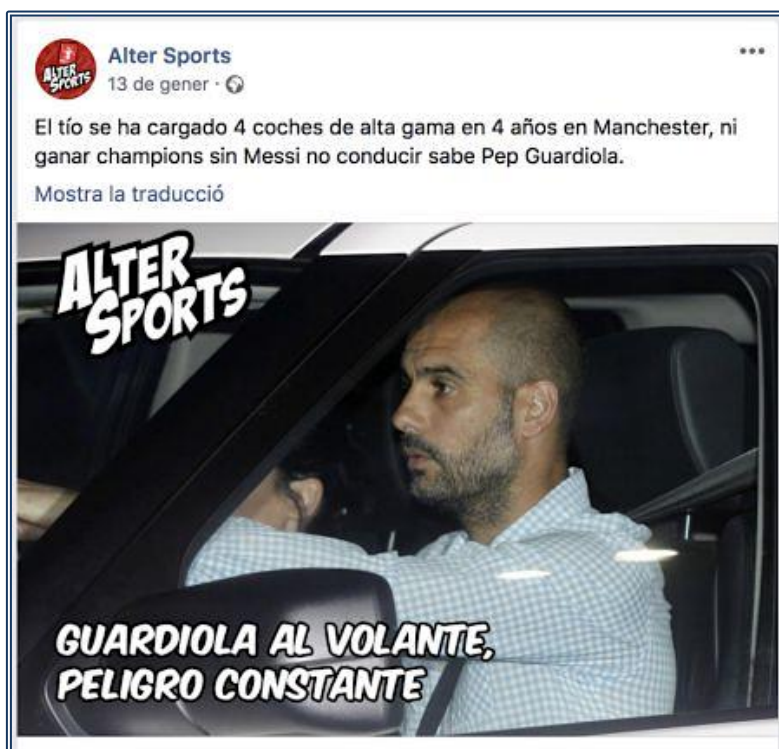 Alter Sports
13 de gener ·
El tío se ha cargado 4 coches de alta gama en 4 años en Manchester, ni
ganar champions sin Messi no conducir sabe Pep Guardiola.
Mostra la traducció
ALTER
SPORTS
ALTER
SPORTS
GUARDIOLA AL VOLANTE,
PELIGRO CONSTANTE